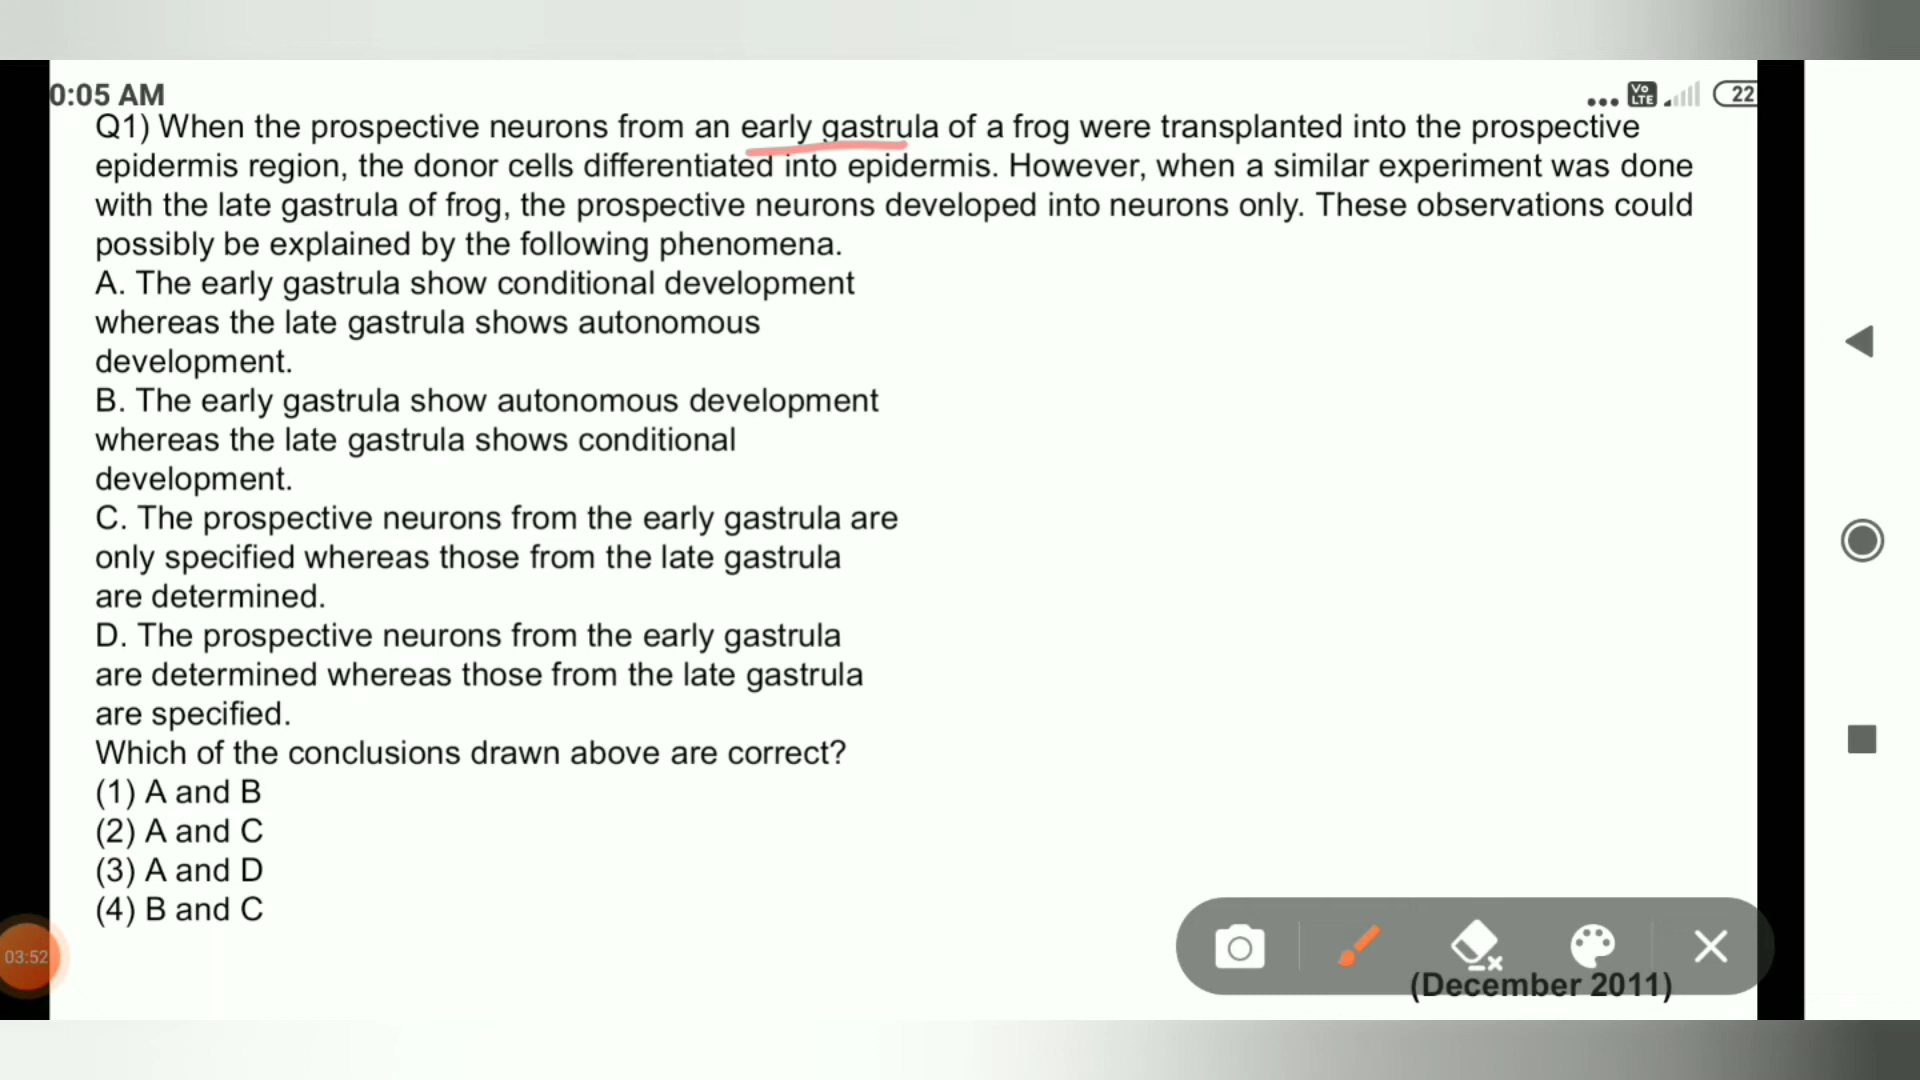 0:05 AM
Vo LTE
22
Q1) When the prospective neurons from an early gastrula of a frog were transplanted into the prospective
epidermis region, the donor cells differentiated into epidermis. However, when a similar experiment was done
with the late gastrula of frog, the prospective neurons developed into neurons only. These observations could
possibly be explained by the following phenomena.
A. The early gastrula show conditional development
whereas the late gastrula shows autonomous
development.
B. The early gastrula show autonomous development
whereas the late gastrula shows conditional
development.
C. The prospective neurons from the early gastrula are
only specified whereas those from the late gastrula
are determined.
D. The prospective neurons from the early gastrula
are determined whereas those from the late gastrula
are specified.
Which of the conclusions drawn above are correct?
(1) A and B
(2) A and C
(3) A and D
(4) B and C
03:52
(December 2011)